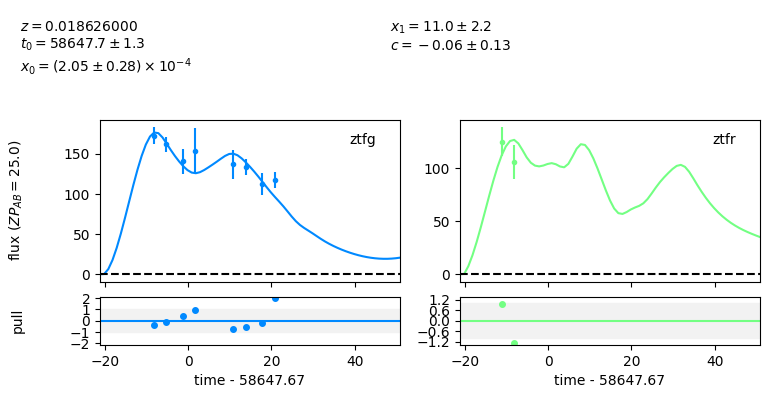 z = 0.018626000
t0 = 58647.7 ± 1.3
x0 = (2.05 ± 0.28) × 10^−4
x1 = 11.0 ± 2.2
c = −0.06 ± 0.13
flux (ZP_AB = 25.0)
ztfg
150
100
50
0
ztfr
100
50
0
pull
2
1
0
−1
−2
1.2
0.6
0.0
−0.6
−1.2
−20 0 20 40
−20 0 20 40
time - 58647.67
time - 58647.67